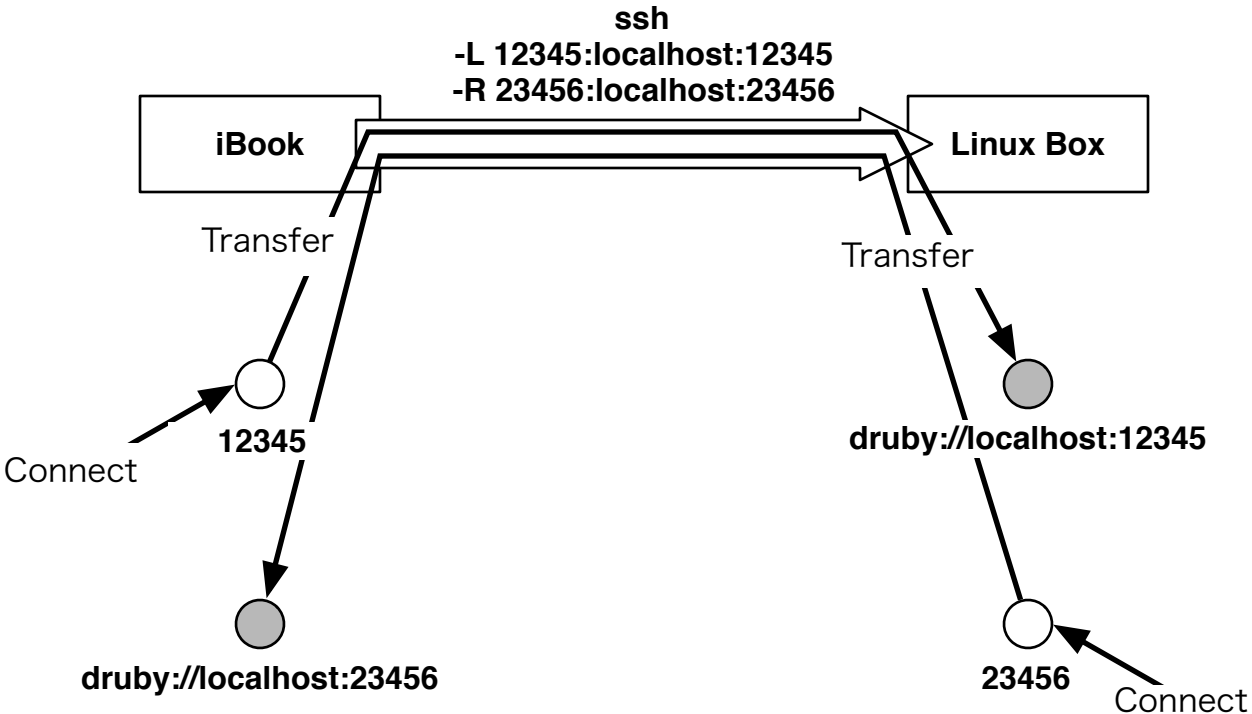 ssh
-L 12345:localhost:12345
-R 23456:localhost:23456
iBook
Linux Box
Transfer
Transfer
12345
druby://localhost:12345
Connect
druby://localhost:23456
23456
Connect